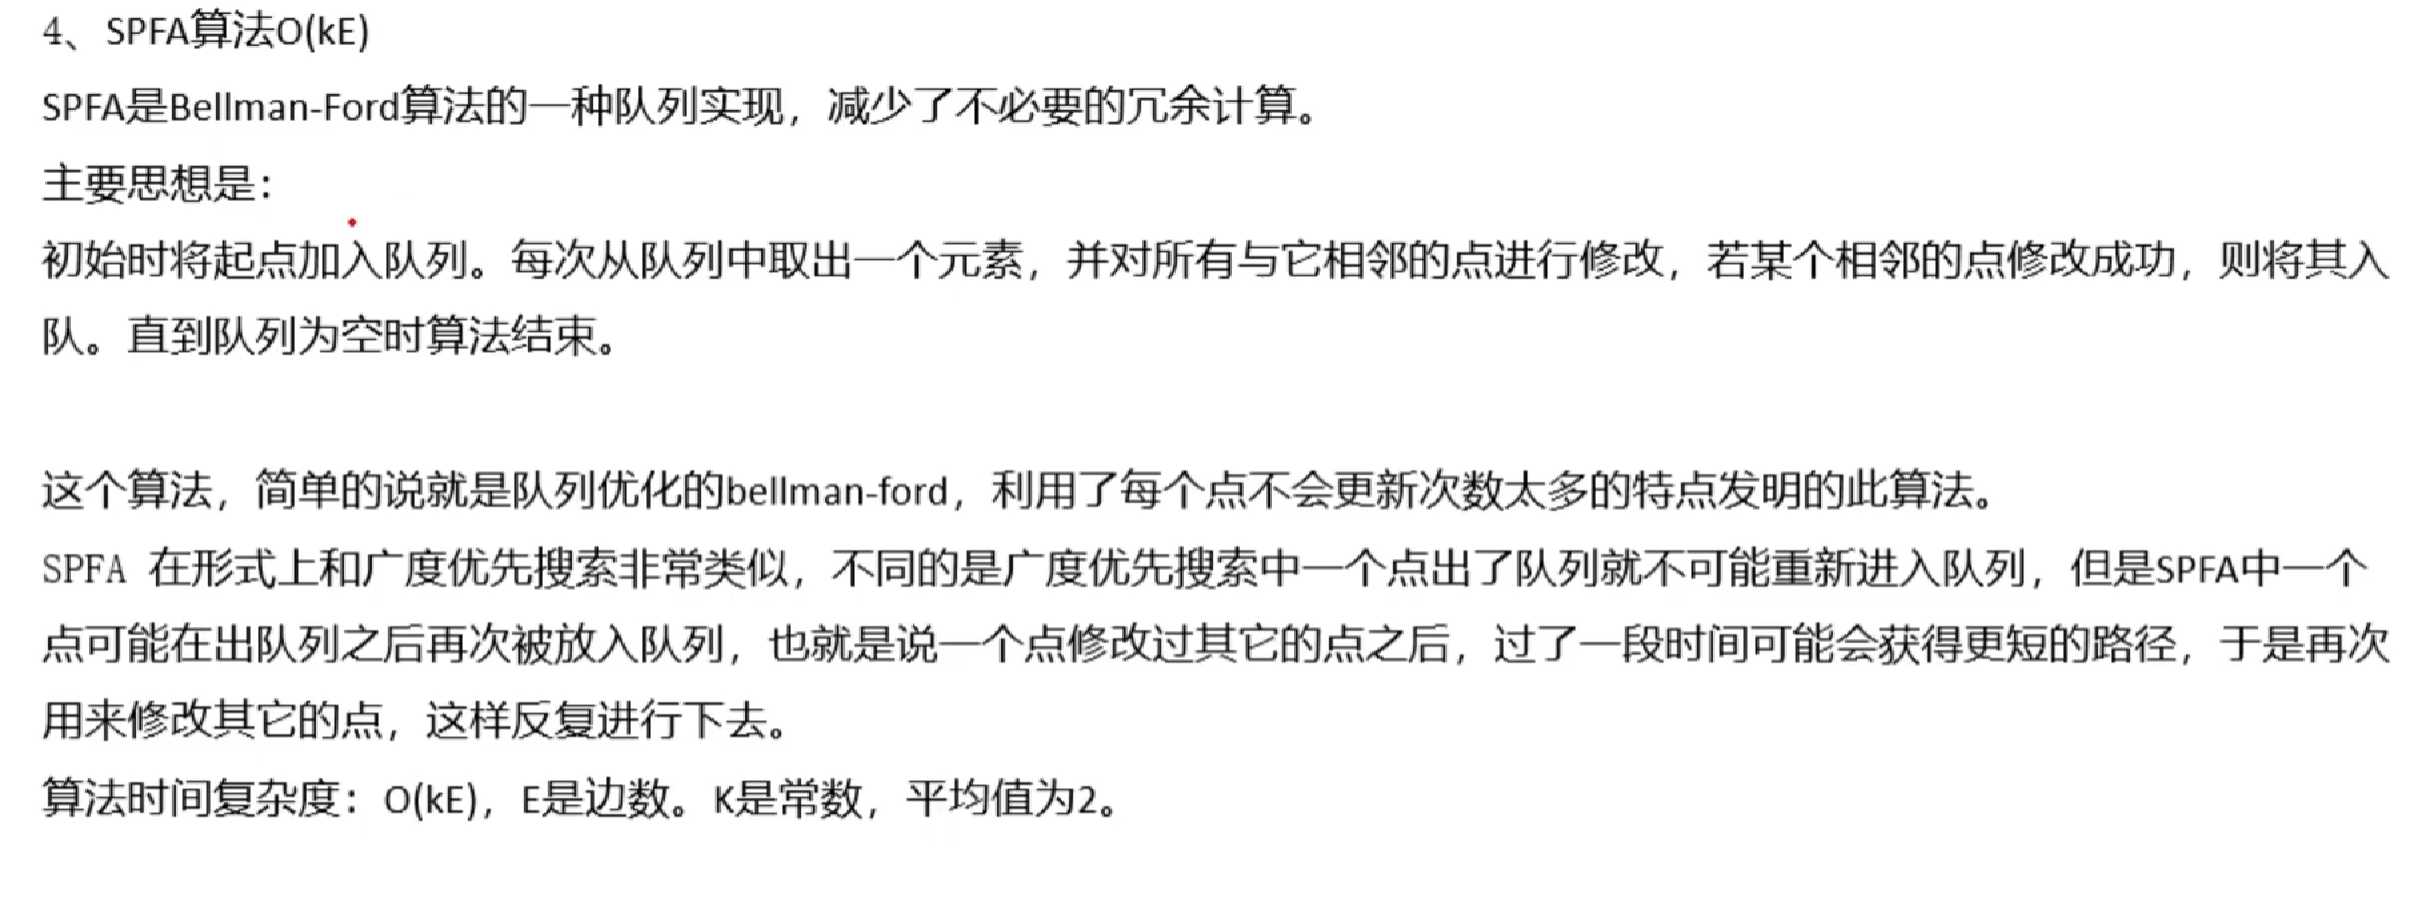 4、SPFA算法O(kE)
SPFA是Bellman-Ford算法的一种队列实现，减少了不必要的冗余计算。
主要思想是：
初始时将起点加入队列。每次从队列中取出一个元素，并对所有与它相邻的点进行修改，若某个相邻的点修改成功，则将其入
队。直到队列为空时算法结束。
这个算法，简单的说就是队列优化的bellman-ford，利用了每个点不会更新次数太多的特点发明的此算法。
SPFA 在形式上和广度优先搜索非常类似，不同的是广度优先搜索中一个点出了队列就不可能重新进入队列，但是SPFA中一个
点可能在出队列之后再次被放入队列，也就是说一个点修改过其它的点之后，过了一段时间可能会获得更短的路径，于是再次
用来修改其它的点，这样反复进行下去。
算法时间复杂度：O(kE)，E是边数。K是常数，平均值为2。